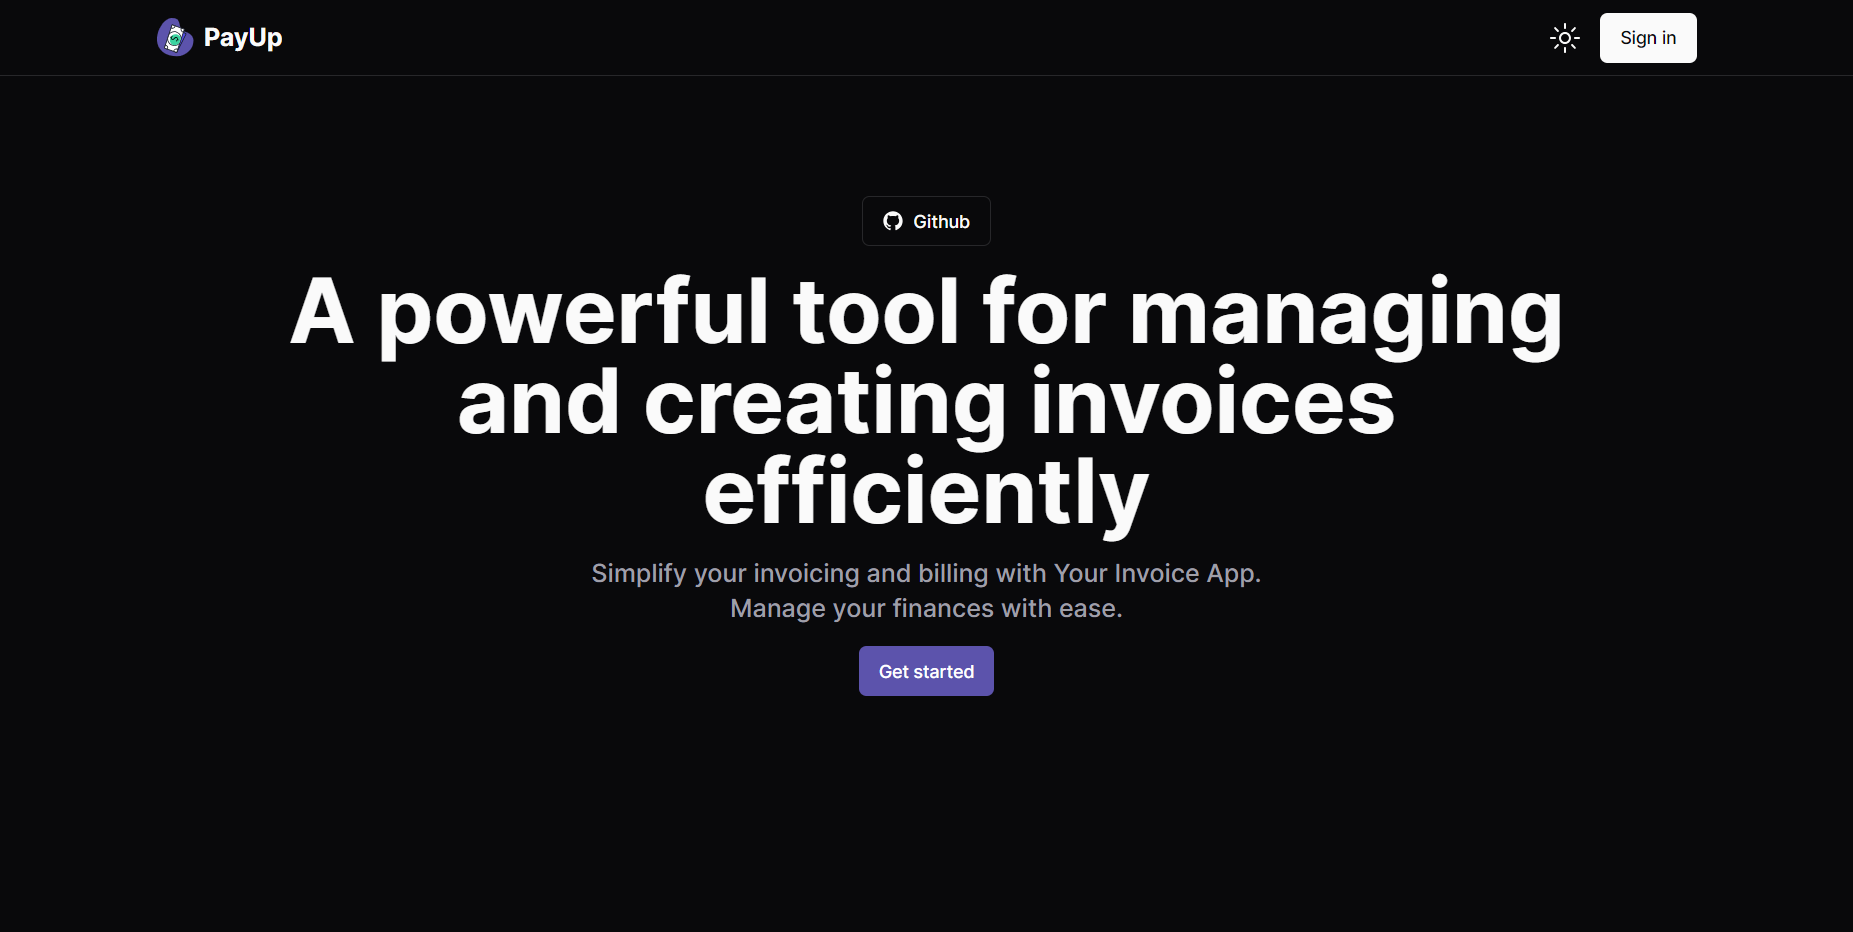 PayUp
Sign in
Github
A powerful tool for managing
and creating invoices
efficiently
Simplify your invoicing and billing with Your Invoice App.
Manage your finances with ease.
Get started